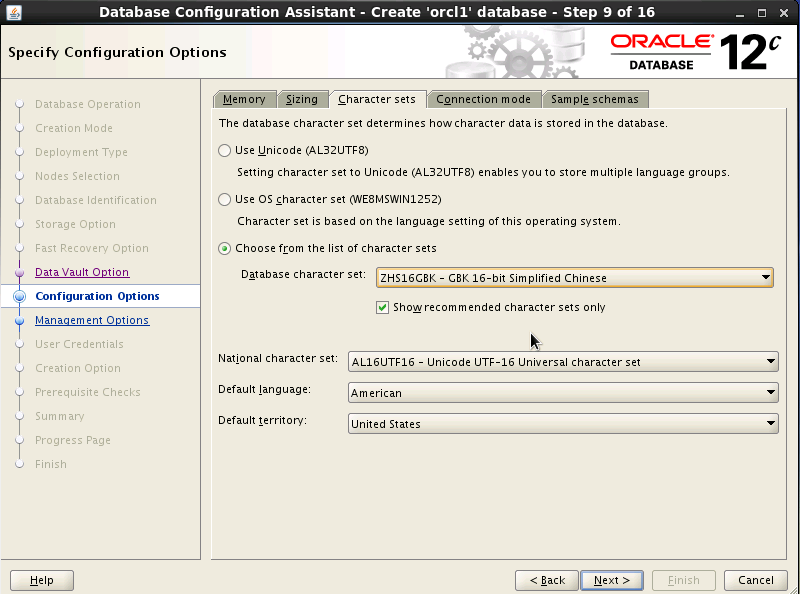 Database Configuration Assistant - Create 'orcl1' database - Step 9 of 16
Specify Configuration Options
ORACLE
DATABASE
12c
Database Operation
Creation Mode
Deployment Type
Nodes Selection
Database Identification
Storage Option
Fast Recovery Option
Data Vault Option
Configuration Options
Management Options
User Credentials
Creation Option
Prerequisite Checks
Summary
Progress Page
Finish
Memory Sizing Character sets Connection mode Sample schemas
The database character set determines how character data is stored in the database.
Use Unicode (AL32UTF8)
Setting character set to Unicode (AL32UTF8) enables you to store multiple language groups.
Use OS character set (WE8MSWIN1252)
Character set is based on the language setting of this operating system.
Choose from the list of character sets
Database character set: ZHS16GBK - GBK 16-bit Simplified Chinese
Show recommended character sets only
National character set: AL16UTF16 - Unicode UTF-16 Universal character set
Default language: American
Default territory: United States
Help < Back Next > Finish Cancel